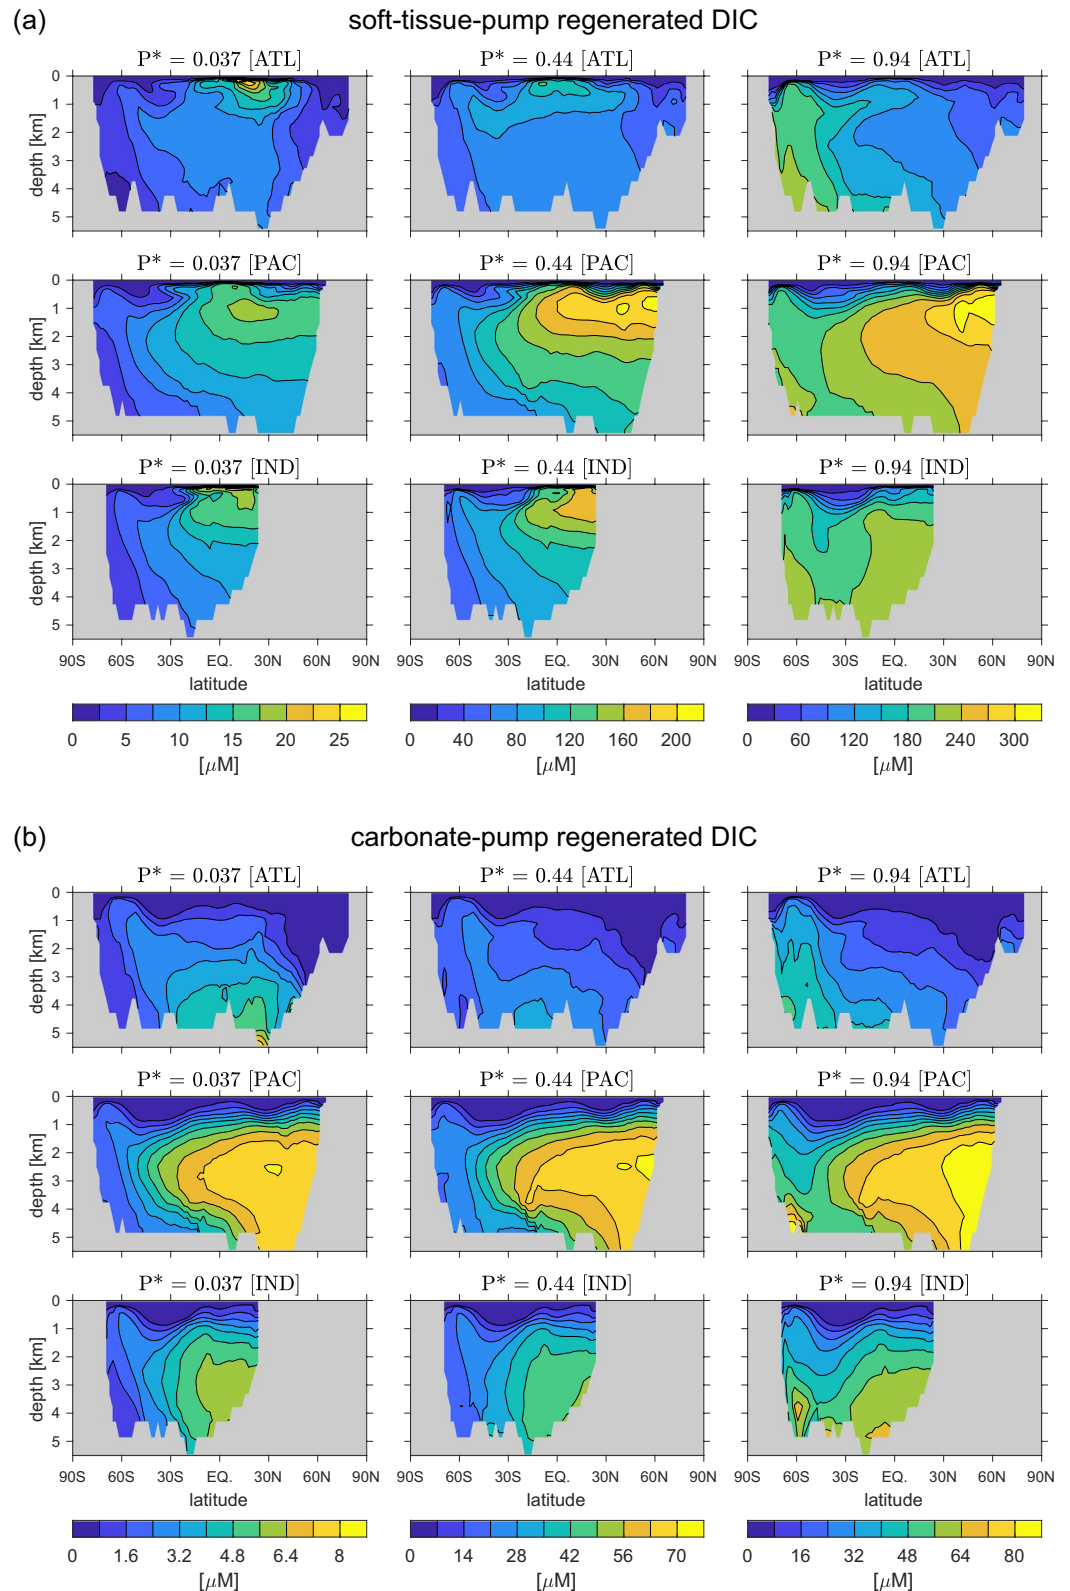 (a) soft-tissue-pump regenerated DIC
P* = 0.037 [ATL] P* = 0.44 [ATL] P* = 0.94 [ATL]
0
1
2
3
4
5
depth [km]
P* = 0.037 [PAC] P* = 0.44 [PAC] P* = 0.94 [PAC]
0
1
2
3
4
5
depth [km]
P* = 0.037 [IND] P* = 0.44 [IND] P* = 0.94 [IND]
0
1
2
3
4
5
depth [km]
90S 60S 30S EQ. 30N 60N 90N 90S 60S 30S EQ. 30N 60N 90N 90S 60S 30S EQ. 30N 60N 90N
latitude latitude latitude
0 5 10 15 20 25 0 40 80 120 160 200 0 60 120 180 240 300
[μM] [μM] [μM]
(b) carbonate-pump regenerated DIC
P* = 0.037 [ATL] P* = 0.44 [ATL] P* = 0.94 [ATL]
0
1
2
3
4
5
depth [km]
P* = 0.037 [PAC] P* = 0.44 [PAC] P* = 0.94 [PAC]
0
1
2
3
4
5
depth [km]
P* = 0.037 [IND] P* = 0.44 [IND] P* = 0.94 [IND]
0
1
2
3
4
5
depth [km]
90S 60S 30S EQ. 30N 60N 90N 90S 60S 30S EQ. 30N 60N 90N 90S 60S 30S EQ. 30N 60N 90N
latitude latitude latitude
0 1.6 3.2 4.8 6.4 8 0 14 28 42 56 70 0 16 32 48 64 80
[μM] [μM] [μM]